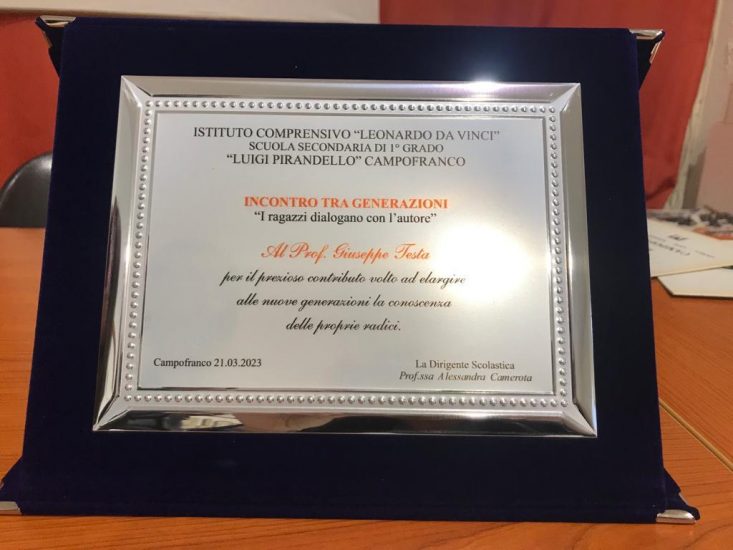 ISTITUTO COMPRENSIVO "LEONARDO DA VINCI"
SCUOLA SECONDARIA DI 1° GRADO
"LUIGI PIRANDELLO" CAMPOFRANCO
INCONTRO TRA GENERAZIONI
"I ragazzi dialogano con l'autore"
Al Prof. Giuseppe Testa
per il prezioso contributo volto ad elargire
alle nuove generazioni la conoscenza
delle proprie radici.
Campofranco 21.03.2023
La Dirigente Scolastica
Prof.ssa Alessandra Camerota